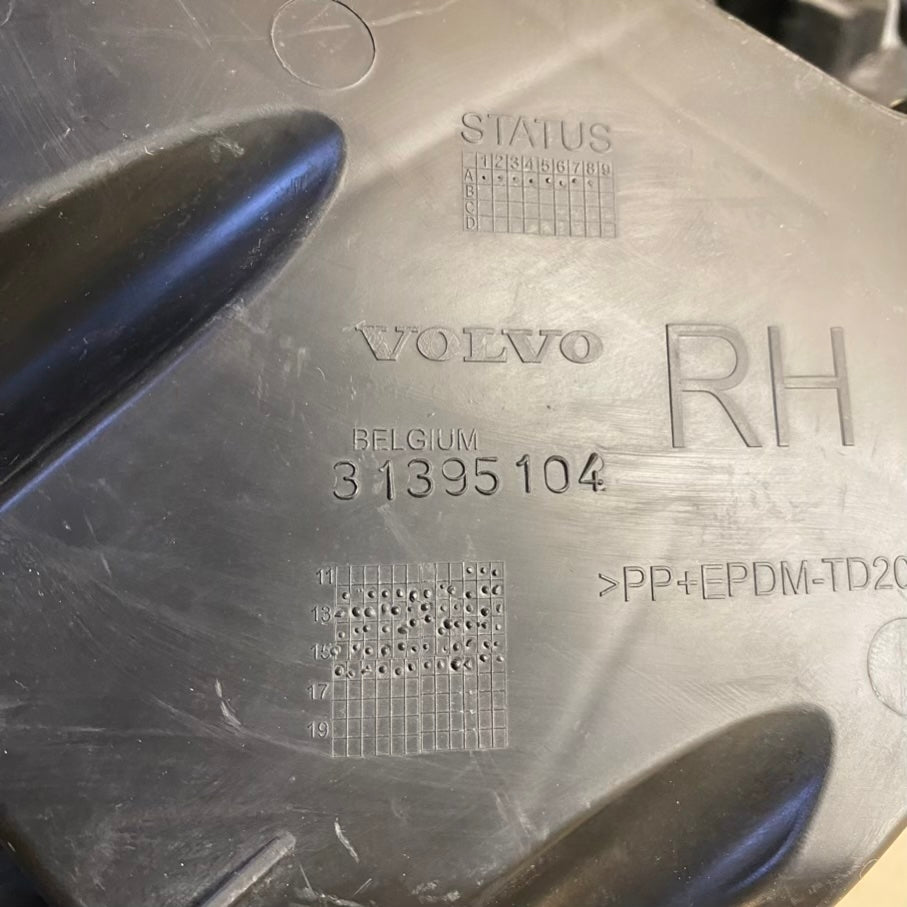 STATUS
1 2 3 4 5 6 7 8 9
A
B
C
D
VOLVO
RH
BELGIUM
31395104
>PP+EPDM-TD20
11
13
15
17
19